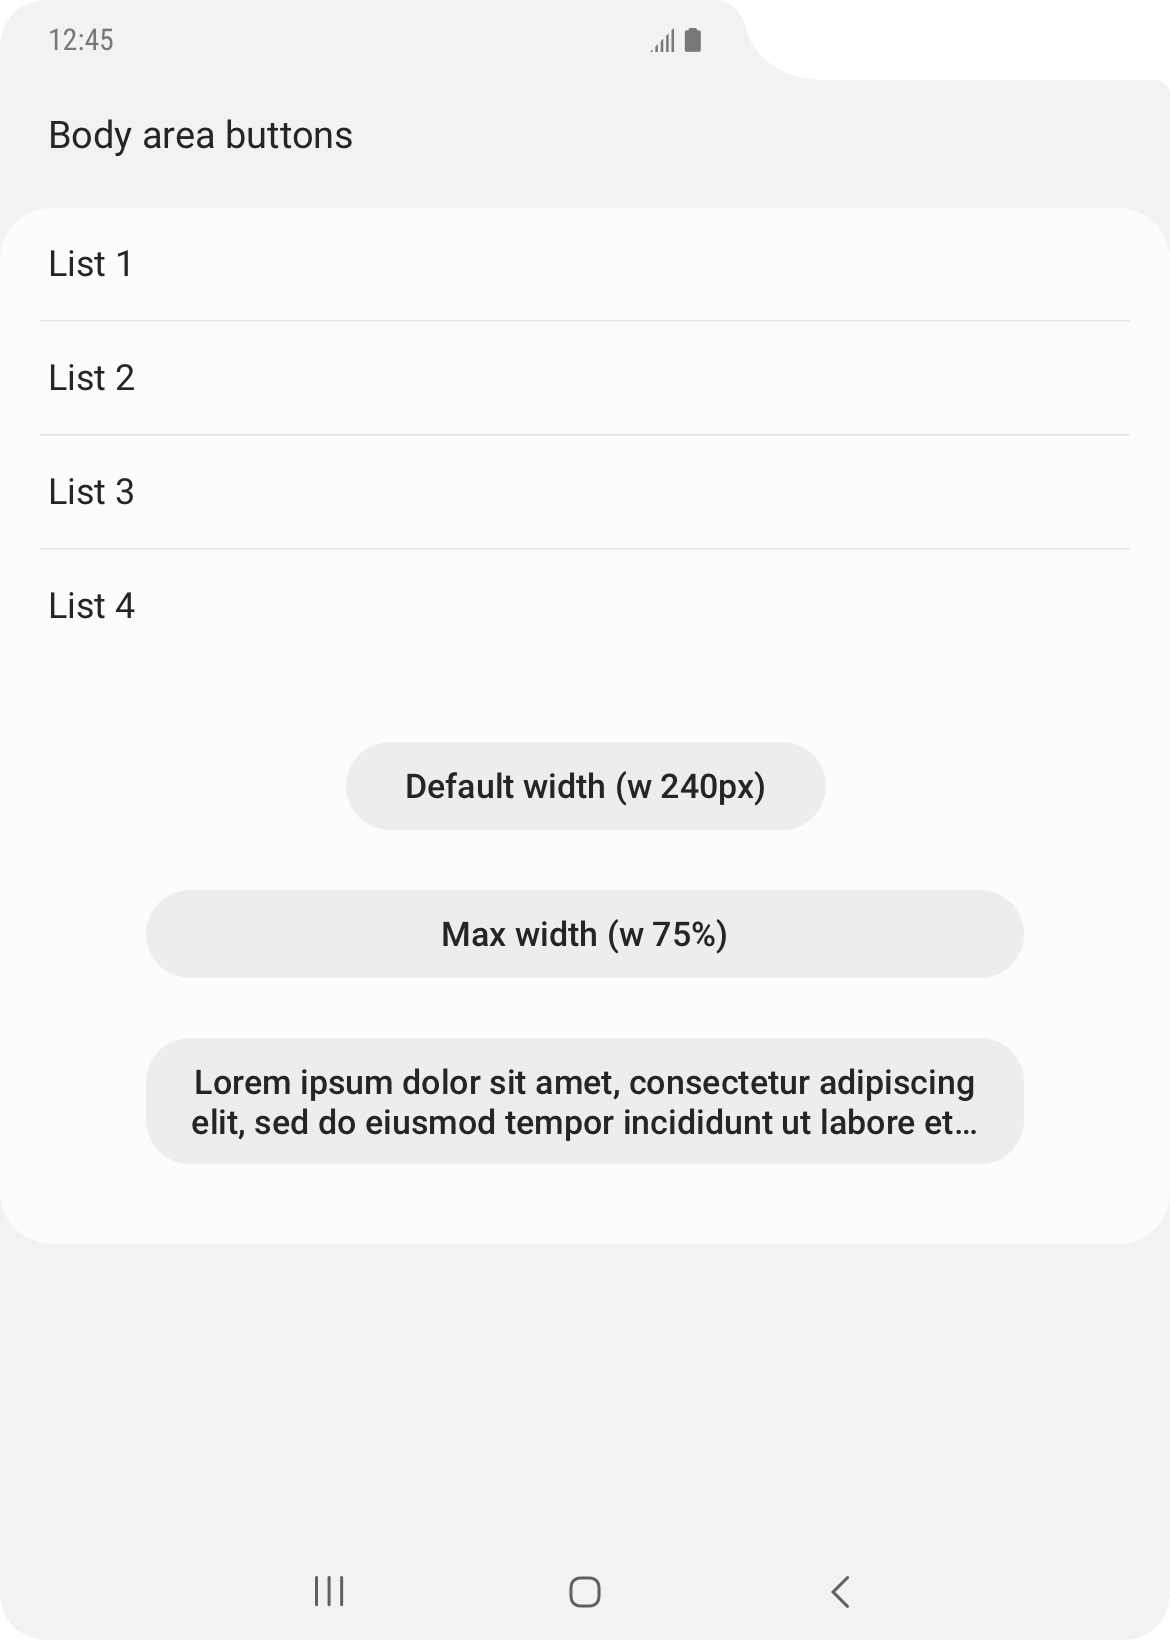 12:45
Body area buttons
List 1
List 2
List 3
List 4
Default width (w 240px)
Max width (w 75%)
Lorem ipsum dolor sit amet, consectetur adipiscing
elit, sed do eiusmod tempor incididunt ut labore et...